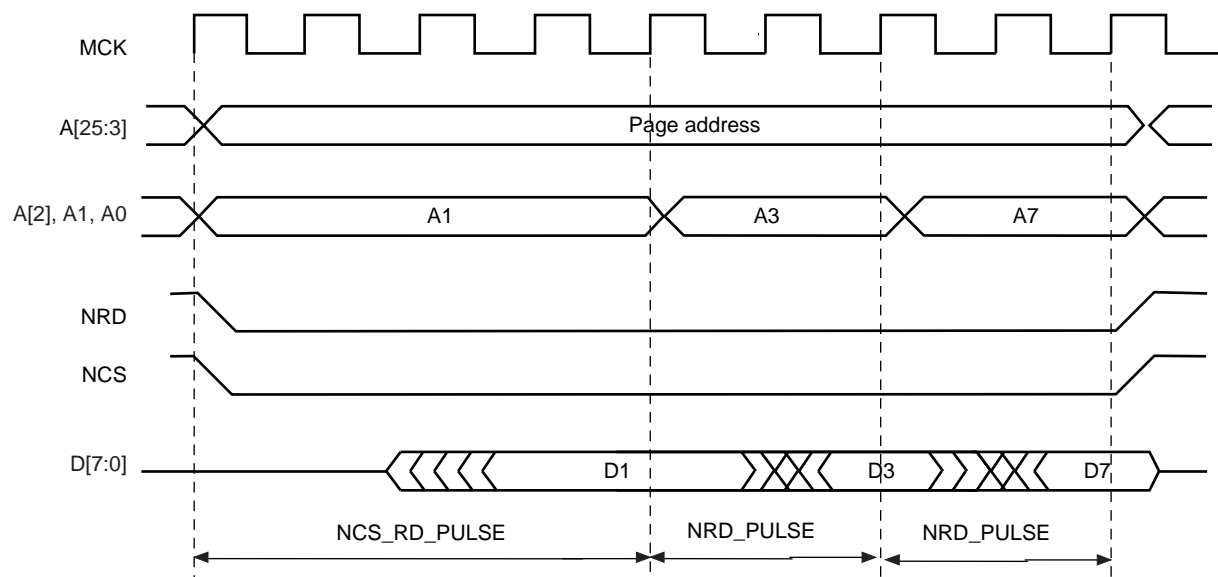 MCK
A[25:3]
Page address
A[2], A1, A0
A1
A3
A7
NRD
NCS
D[7:0]
D1
D3
D7
NCS_RD_PULSE
NRD_PULSE
NRD_PULSE